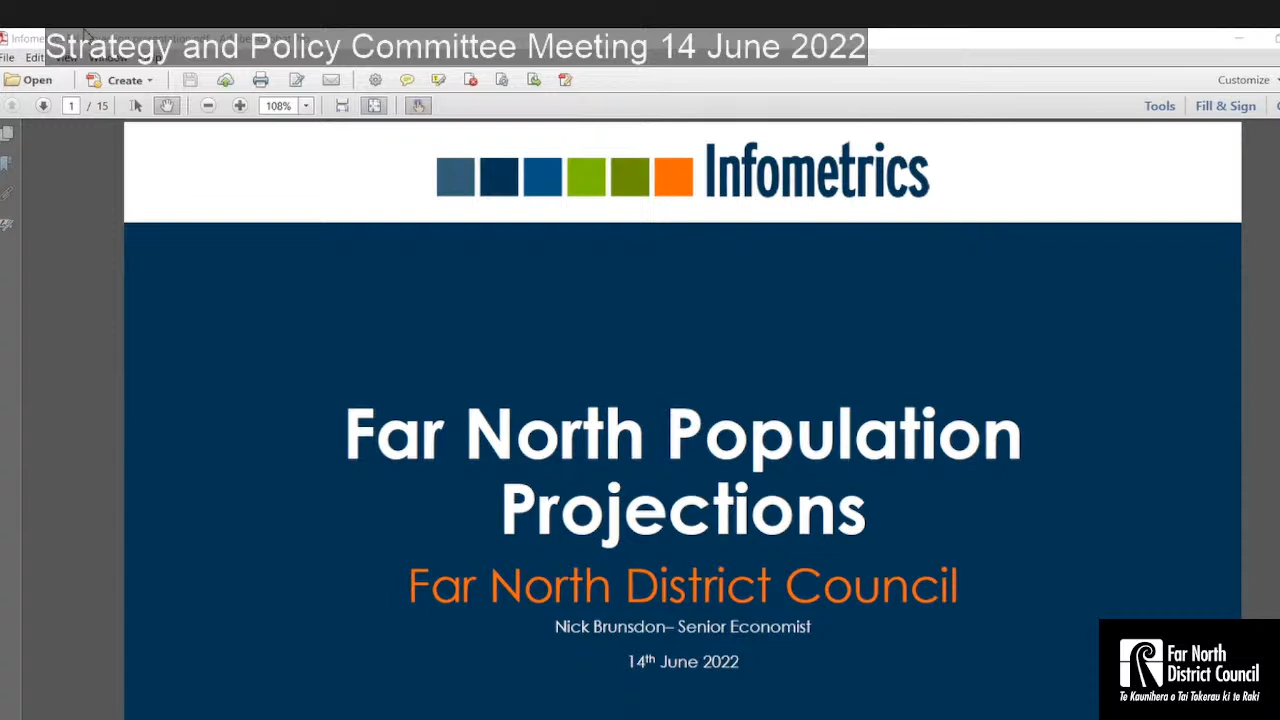 Strategy and Policy Committee Meeting 14 June 2022
File Edit
Open Create Customize
1 / 15 108% Tools Fill & Sign
Infometrics
Far North Population
Projections
Far North District Council
Nick Brunsdon– Senior Economist
14th June 2022
Far North
District Council
Te Kaunihera o Tai Tokerau ki te Raki